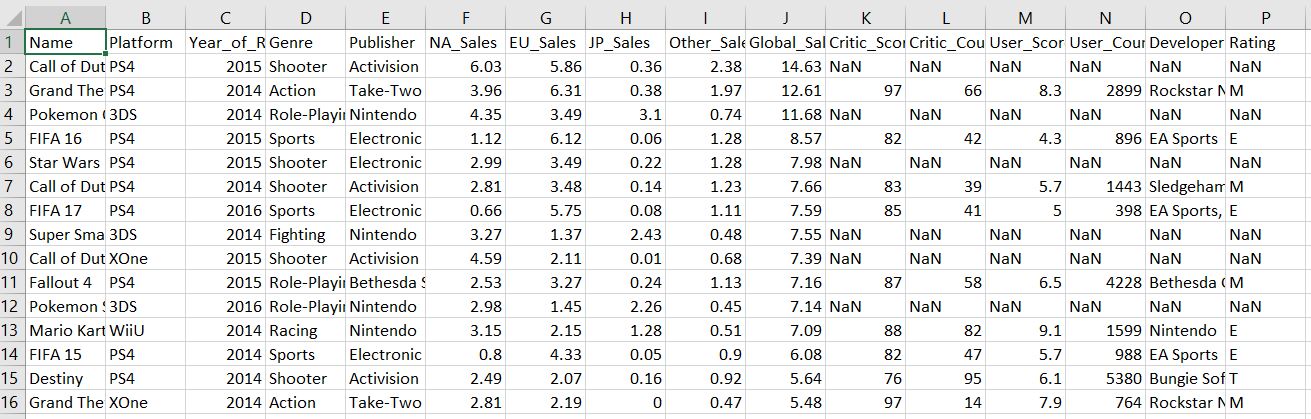 A B C D E F G H I J K L M N O P
1 Name Platform Year_of_R Genre Publisher NA_Sales EU_Sales JP_Sales Other_Sale Global_Sal Critic_Scor Critic_Cou User_Scor User_Coun Developer Rating
2 Call of Dut PS4 2015 Shooter Activision 6.03 5.86 0.36 2.38 14.63 NaN NaN NaN NaN NaN NaN
3 Grand The PS4 2014 Action Take-Two 3.96 6.31 0.38 1.97 12.61 97 66 8.3 2899 Rockstar N M
4 Pokemon 3DS 2014 Role-Playi Nintendo 4.35 3.49 3.1 0.74 11.68 NaN NaN NaN NaN NaN NaN
5 FIFA 16 PS4 2015 Sports Electronic 1.12 6.12 0.06 1.28 8.57 82 42 4.3 896 EA Sports E
6 Star Wars PS4 2015 Shooter Electronic 2.99 3.49 0.22 1.28 7.98 NaN NaN NaN NaN NaN NaN
7 Call of Dut PS4 2014 Shooter Activision 2.81 3.48 0.14 1.23 7.66 83 39 5.7 1443 Sledgeham M
8 FIFA 17 PS4 2016 Sports Electronic 0.66 5.75 0.08 1.11 7.59 85 41 5 398 EA Sports, E
9 Super Sma 3DS 2014 Fighting Nintendo 3.27 1.37 2.43 0.48 7.55 NaN NaN NaN NaN NaN NaN
10 Call of Dut XOne 2015 Shooter Activision 4.59 2.11 0.01 0.68 7.39 NaN NaN NaN NaN NaN NaN
11 Fallout 4 PS4 2015 Role-Playi Bethesda S 2.53 3.27 0.24 1.13 7.16 87 58 6.5 4228 Bethesda M
12 Pokemon S 3DS 2016 Role-Playi Nintendo 2.98 1.45 2.26 0.45 7.14 NaN NaN NaN NaN NaN NaN
13 Mario Kart WiiU 2014 Racing Nintendo 3.15 2.15 1.28 0.51 7.09 88 82 9.1 1599 Nintendo E
14 FIFA 15 PS4 2014 Sports Electronic 0.8 4.33 0.05 0.9 6.08 82 47 5.7 988 EA Sports E
15 Destiny PS4 2014 Shooter Activision 2.49 2.07 0.16 0.92 5.64 76 95 6.1 5380 Bungie Sof T
16 Grand The XOne 2014 Action Take-Two 2.81 2.19 0 0.47 5.48 97 14 7.9 764 Rockstar N M